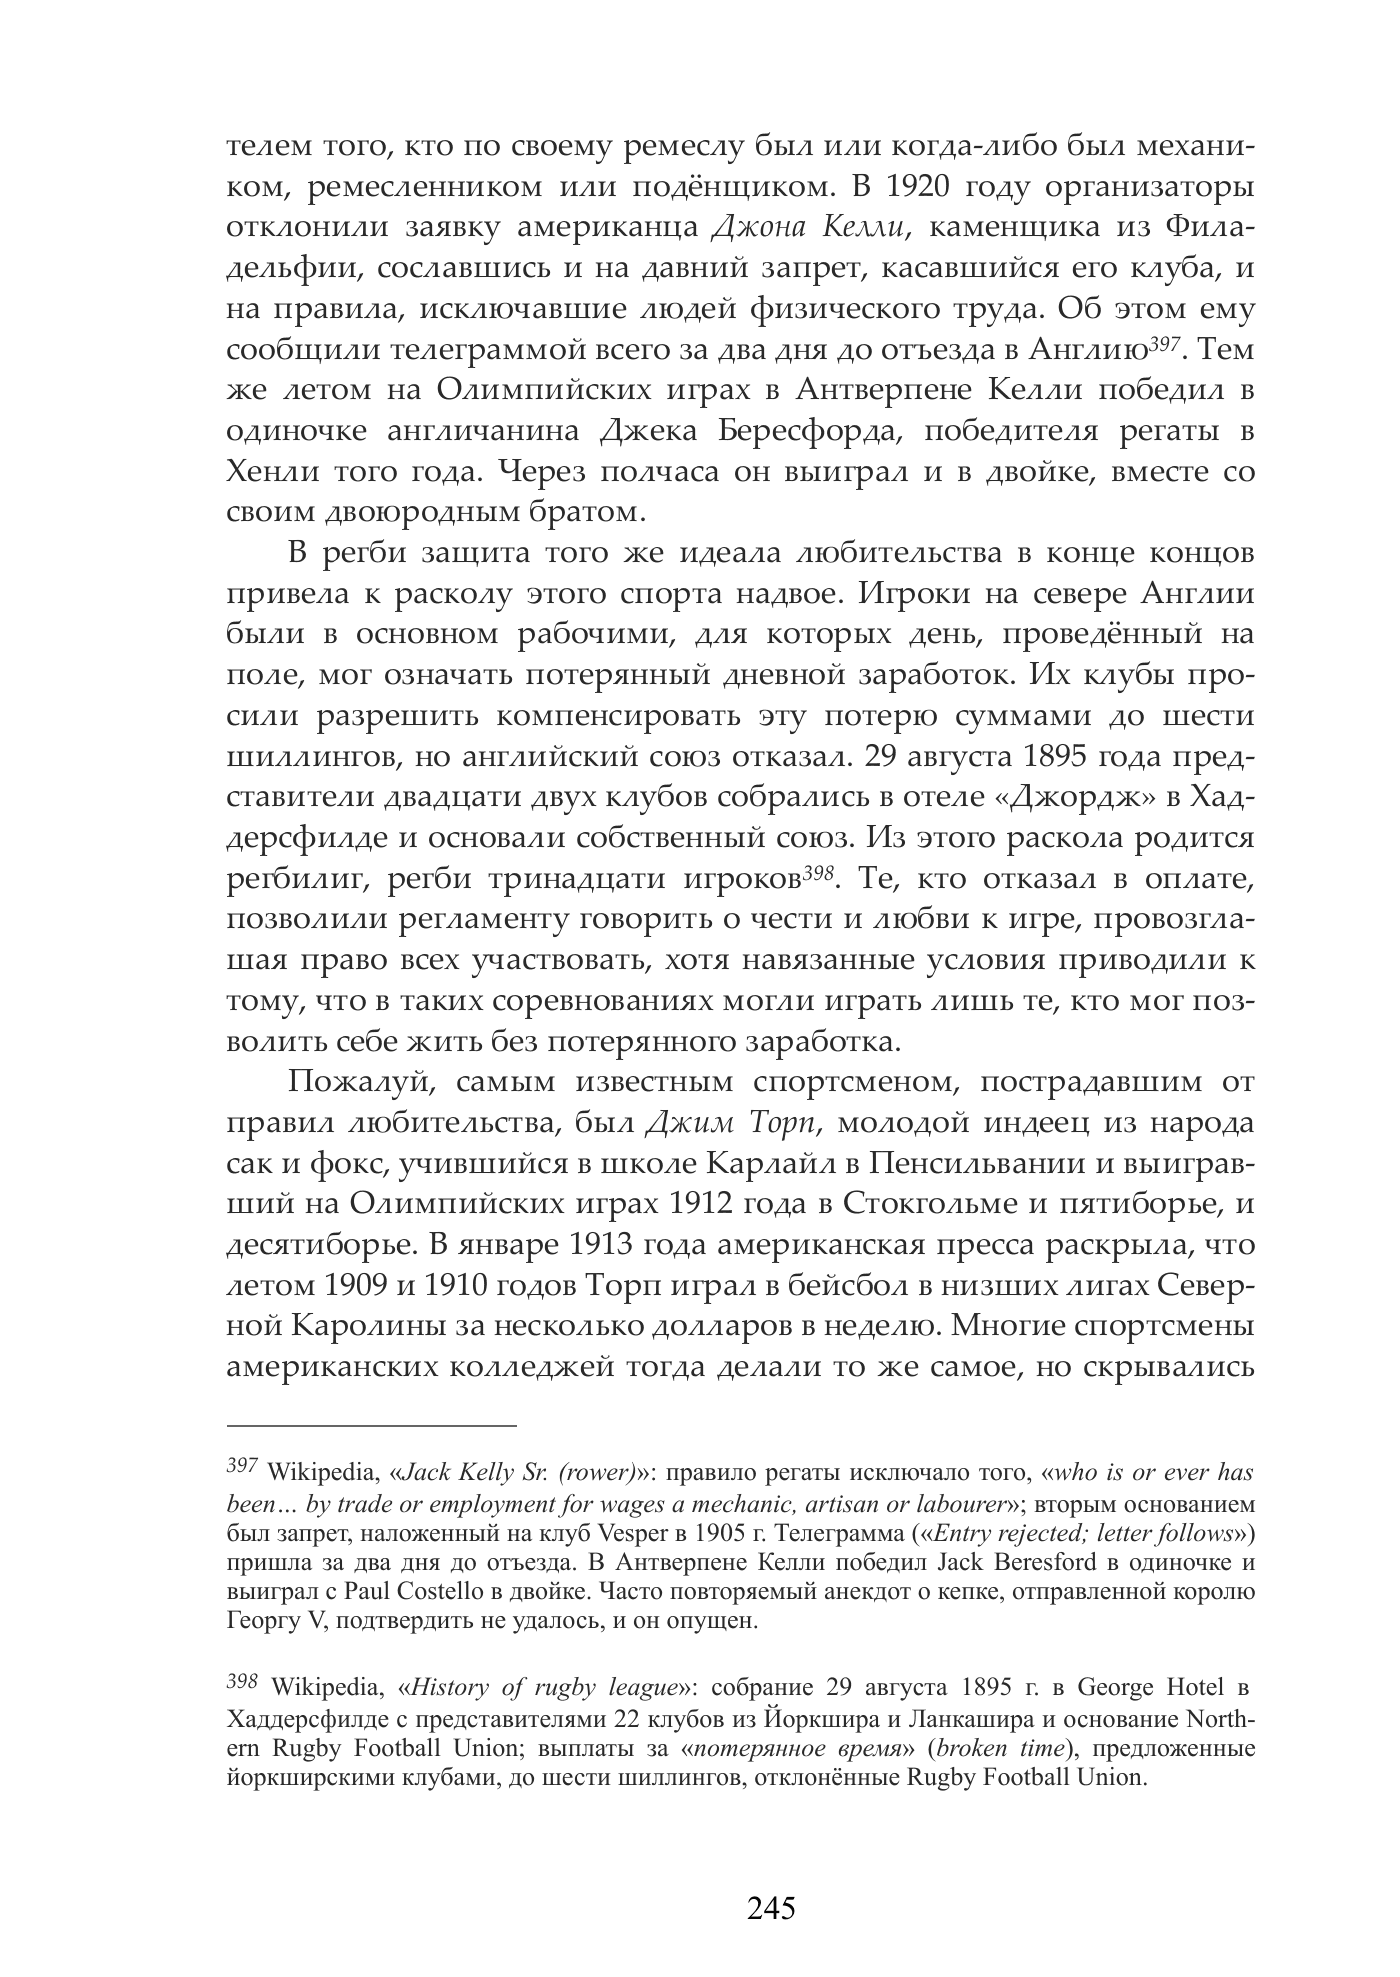 телем того, кто по своему ремеслу был или когда-либо был механи-
ком, ремесленником или подёнщиком. В 1920 году организаторы
отклонили заявку американца Джона Келли, каменщика из Фила-
дельфии, сославшись и на давний запрет, касавшийся его клуба, и
на правила, исключавшие людей физического труда. Об этом ему
сообщили телеграммой всего за два дня до отъезда в Англию397. Тем
же летом на Олимпийских играх в Антверпене Келли победил в
одиночке англичанина Джека Бересфорда, победителя регаты в
Хенли того года. Через полчаса он выиграл и в двойке, вместе со
своим двоюродным братом.
В регби защита того же идеала любительства в конце концов
привела к расколу этого спорта надвое. Игроки на севере Англии
были в основном рабочими, для которых день, проведённый на
поле, мог означать потерянный дневной заработок. Их клубы про-
сили разрешить компенсировать эту потерю суммами до шести
шиллингов, но английский союз отказал. 29 августа 1895 года пред-
ставители двадцати двух клубов собрались в отеле «Джордж» в Хад-
дерсфилде и основали собственный союз. Из этого раскола родится
регбилиг, регби тринадцати игроков398. Те, кто отказал в оплате,
позволили регламенту говорить о чести и любви к игре, провозгла-
шая право всех участвовать, хотя навязанные условия приводили к
тому, что в таких соревнованиях могли играть лишь те, кто мог поз-
волить себе жить без потерянного заработка.
Пожалуй, самым известным спортсменом, пострадавшим от
правил любительства, был Джим Торп, молодой индеец из народа
сак и фокс, учившийся в школе Карлайл в Пенсильвании и выиграв-
ший на Олимпийских играх 1912 года в Стокгольме и пятиборье, и
десятиборье. В январе 1913 года американская пресса раскрыла, что
летом 1909 и 1910 годов Торп играл в бейсбол в низших лигах Север-
ной Каролины за несколько долларов в неделю. Многие спортсмены
американских колледжей тогда делали то же самое, но скрывались
397 Wikipedia, «Jack Kelly Sr. (rower)»: правило регаты исключало того, «who is or ever has
been… by trade or employment for wages a mechanic, artisan or labourer»; вторым основанием
был запрет, наложенный на клуб Vesper в 1905 г. Телеграмма («Entry rejected; letter follows»)
пришла за два дня до отъезда. В Антверпене Келли победил Jack Beresford в одиночке и
выиграл с Paul Costello в двойке. Часто повторяемый анекдот о кепке, отправленной королю
Георгу V, подтвердить не удалось, и он опущен.
398 Wikipedia, «History of rugby league»: собрание 29 августа 1895 г. в George Hotel в
Хаддерсфилде с представителями 22 клубов из Йоркшира и Ланкашира и основание North-
ern Rugby Football Union; выплаты за «потерянное время» (broken time), предложенные
йоркширскими клубами, до шести шиллингов, отклонённые Rugby Football Union.
245